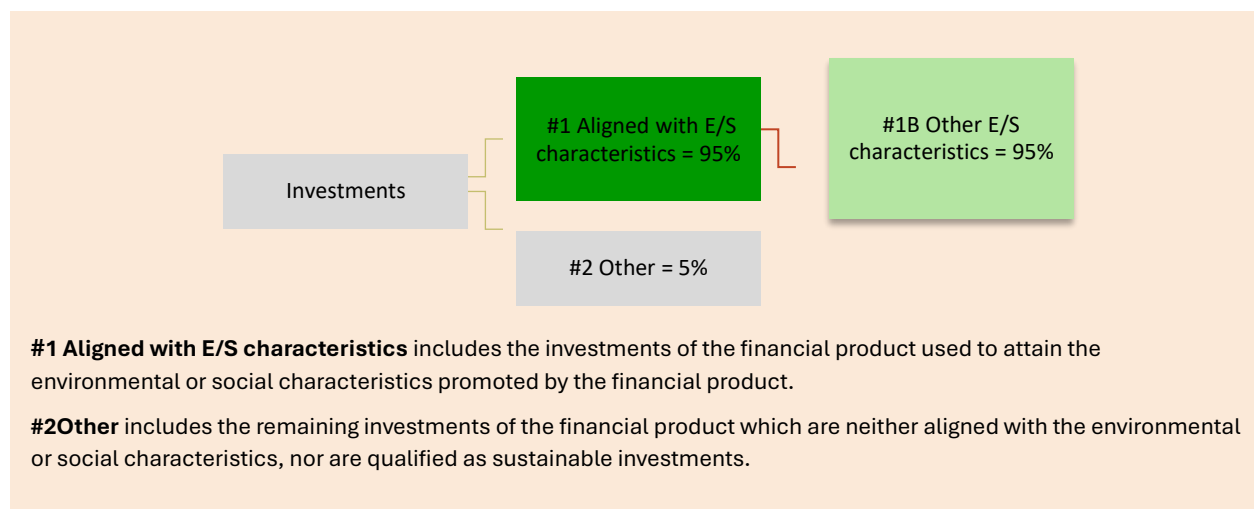 #1 Aligned with E/S
characteristics = 95%
#1B Other E/S
characteristics = 95%
Investments
#2 Other = 5%
#1 Aligned with E/S characteristics includes the investments of the financial product used to attain the
environmental or social characteristics promoted by the financial product.
#2Other includes the remaining investments of the financial product which are neither aligned with the environmental
or social characteristics, nor are qualified as sustainable investments.